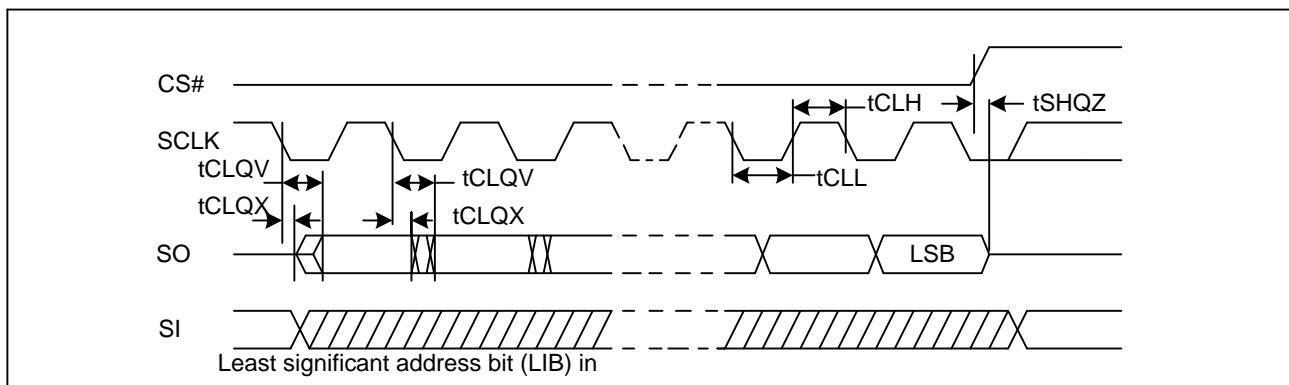 CS#
tCLH
tSHQZ
SCLK
tCLQV
tCLQV
tCLL
tCLQX
tCLQX
SO
LSB
SI
Least significant address bit (LIB) in